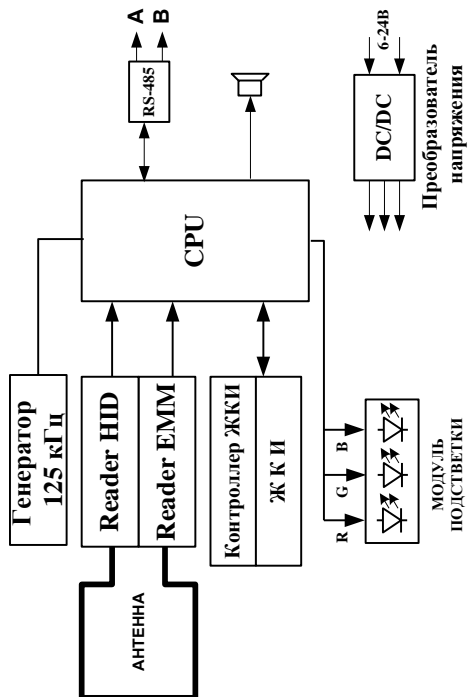 Генератор
125 кГц
А
В
RS-485
CPU
Reader HID
Reader EMM
АНТЕННА
Контроллер ЖКИ
Ж К И
R
G
B
МОДУЛЬ
ПОДСТВЕТКИ
6-24В
DC/DC
Преобразователь
напряжения